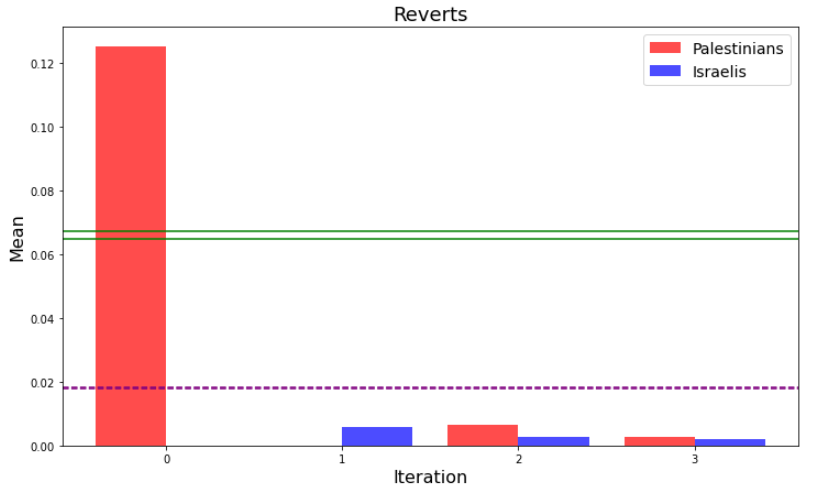 Reverts
Palestinians
Israelis
Mean
0.12
0.10
0.08
0.06
0.04
0.02
0.00
0 1 2 3
Iteration